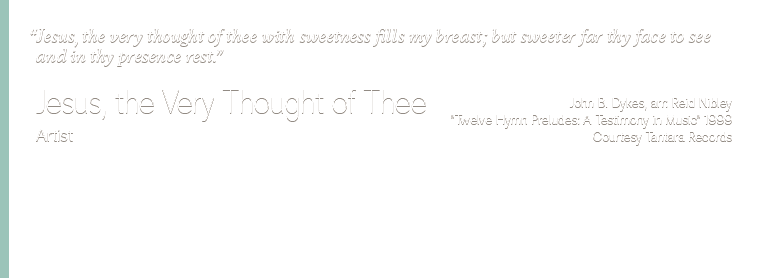 "Jesus, the very thought of thee with sweetness fills my breast; but sweeter far thy face to see
and in thy presence rest."
Jesus, the Very Thought of Thee
Artist
John B. Dykes, arr. Reid Nibley
"Twelve Hymn Preludes: A Testimony in Music" 1999
Courtesy Tantara Records